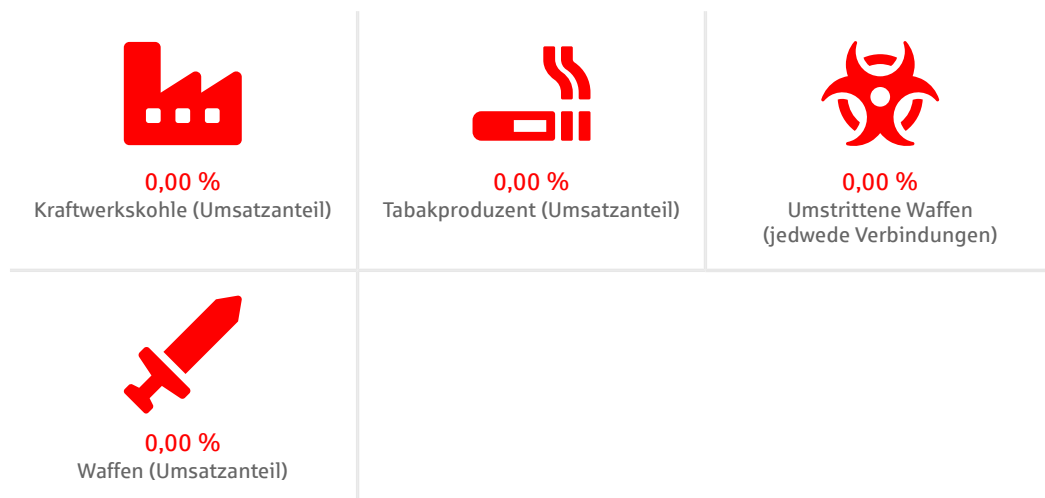 0,00 %
Kraftwerkskohle (Umsatzanteil)
0,00 %
Tabakproduzent (Umsatzanteil)
0,00 %
Umstrittene Waffen
(jedwede Verbindungen)
0,00 %
Waffen (Umsatzanteil)